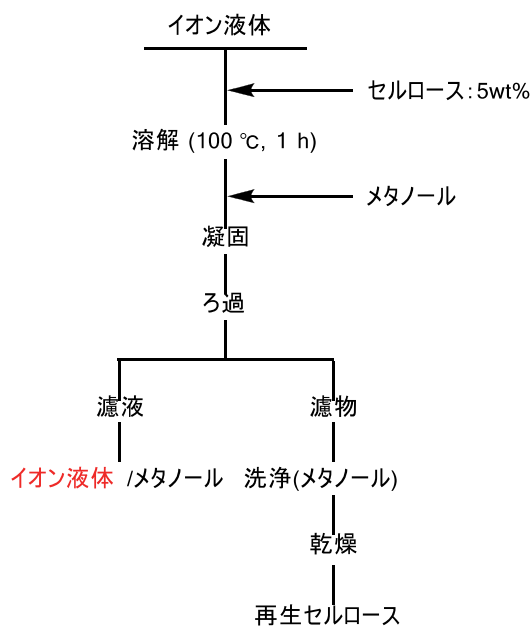 イオン液体
セルロース:5wt%
溶解 (100 ℃, 1 h)
メタノール
凝固
ろ過
濾液
濾物
イオン液体 /メタノール
洗浄(メタノール)
乾燥
再生セルロース